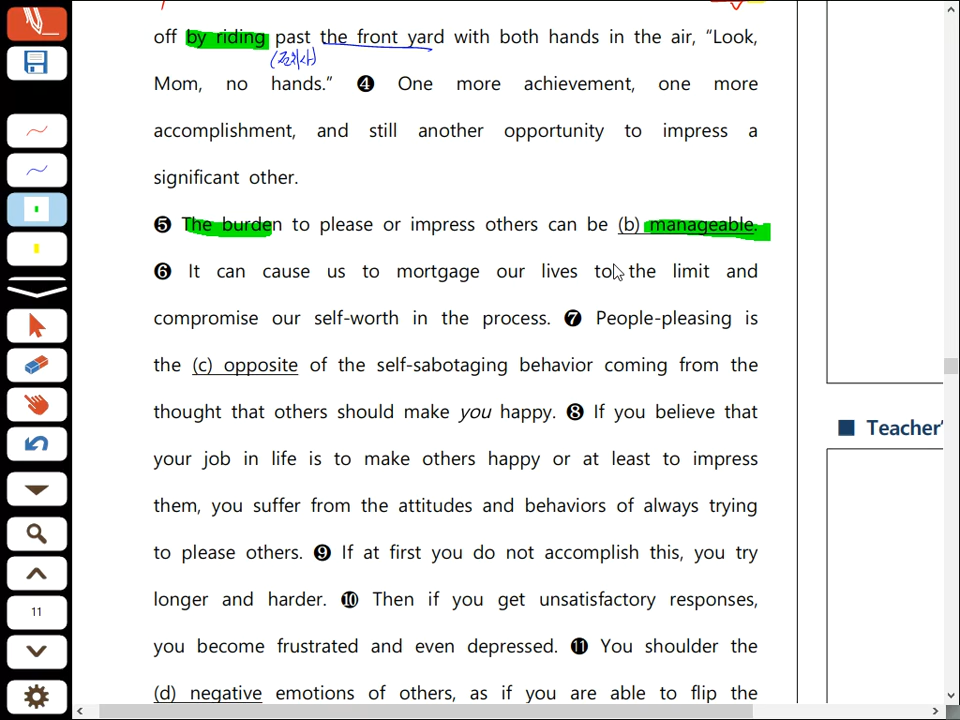 off by riding past the front yard with both hands in the air, “Look,
(전치사)
Mom, no hands.” ❹ One more achievement, one more
accomplishment, and still another opportunity to impress a
significant other.
❺ The burden to please or impress others can be (b) manageable.
❻ It can cause us to mortgage our lives to the limit and
compromise our self-worth in the process. ❼ People-pleasing is
the (c) opposite of the self-sabotaging behavior coming from the
thought that others should make you happy. ❽ If you believe that
your job in life is to make others happy or at least to impress
them, you suffer from the attitudes and behaviors of always trying
to please others. ❾ If at first you do not accomplish this, you try
longer and harder. ❿ Then if you get unsatisfactory responses,
you become frustrated and even depressed. ⓫ You shoulder the
(d) negative emotions of others, as if you are able to flip the
■ Teacher’
11